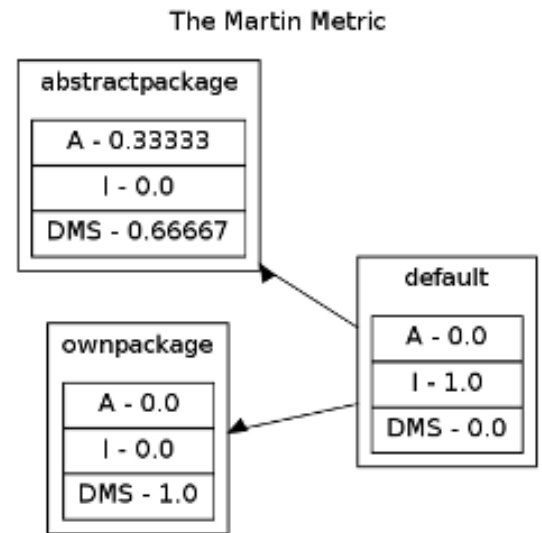 The Martin Metric
abstractpackage
A - 0.33333
I - 0.0
DMS - 0.66667
default
A - 0.0
I - 1.0
DMS - 0.0
ownpackage
A - 0.0
I - 0.0
DMS - 1.0